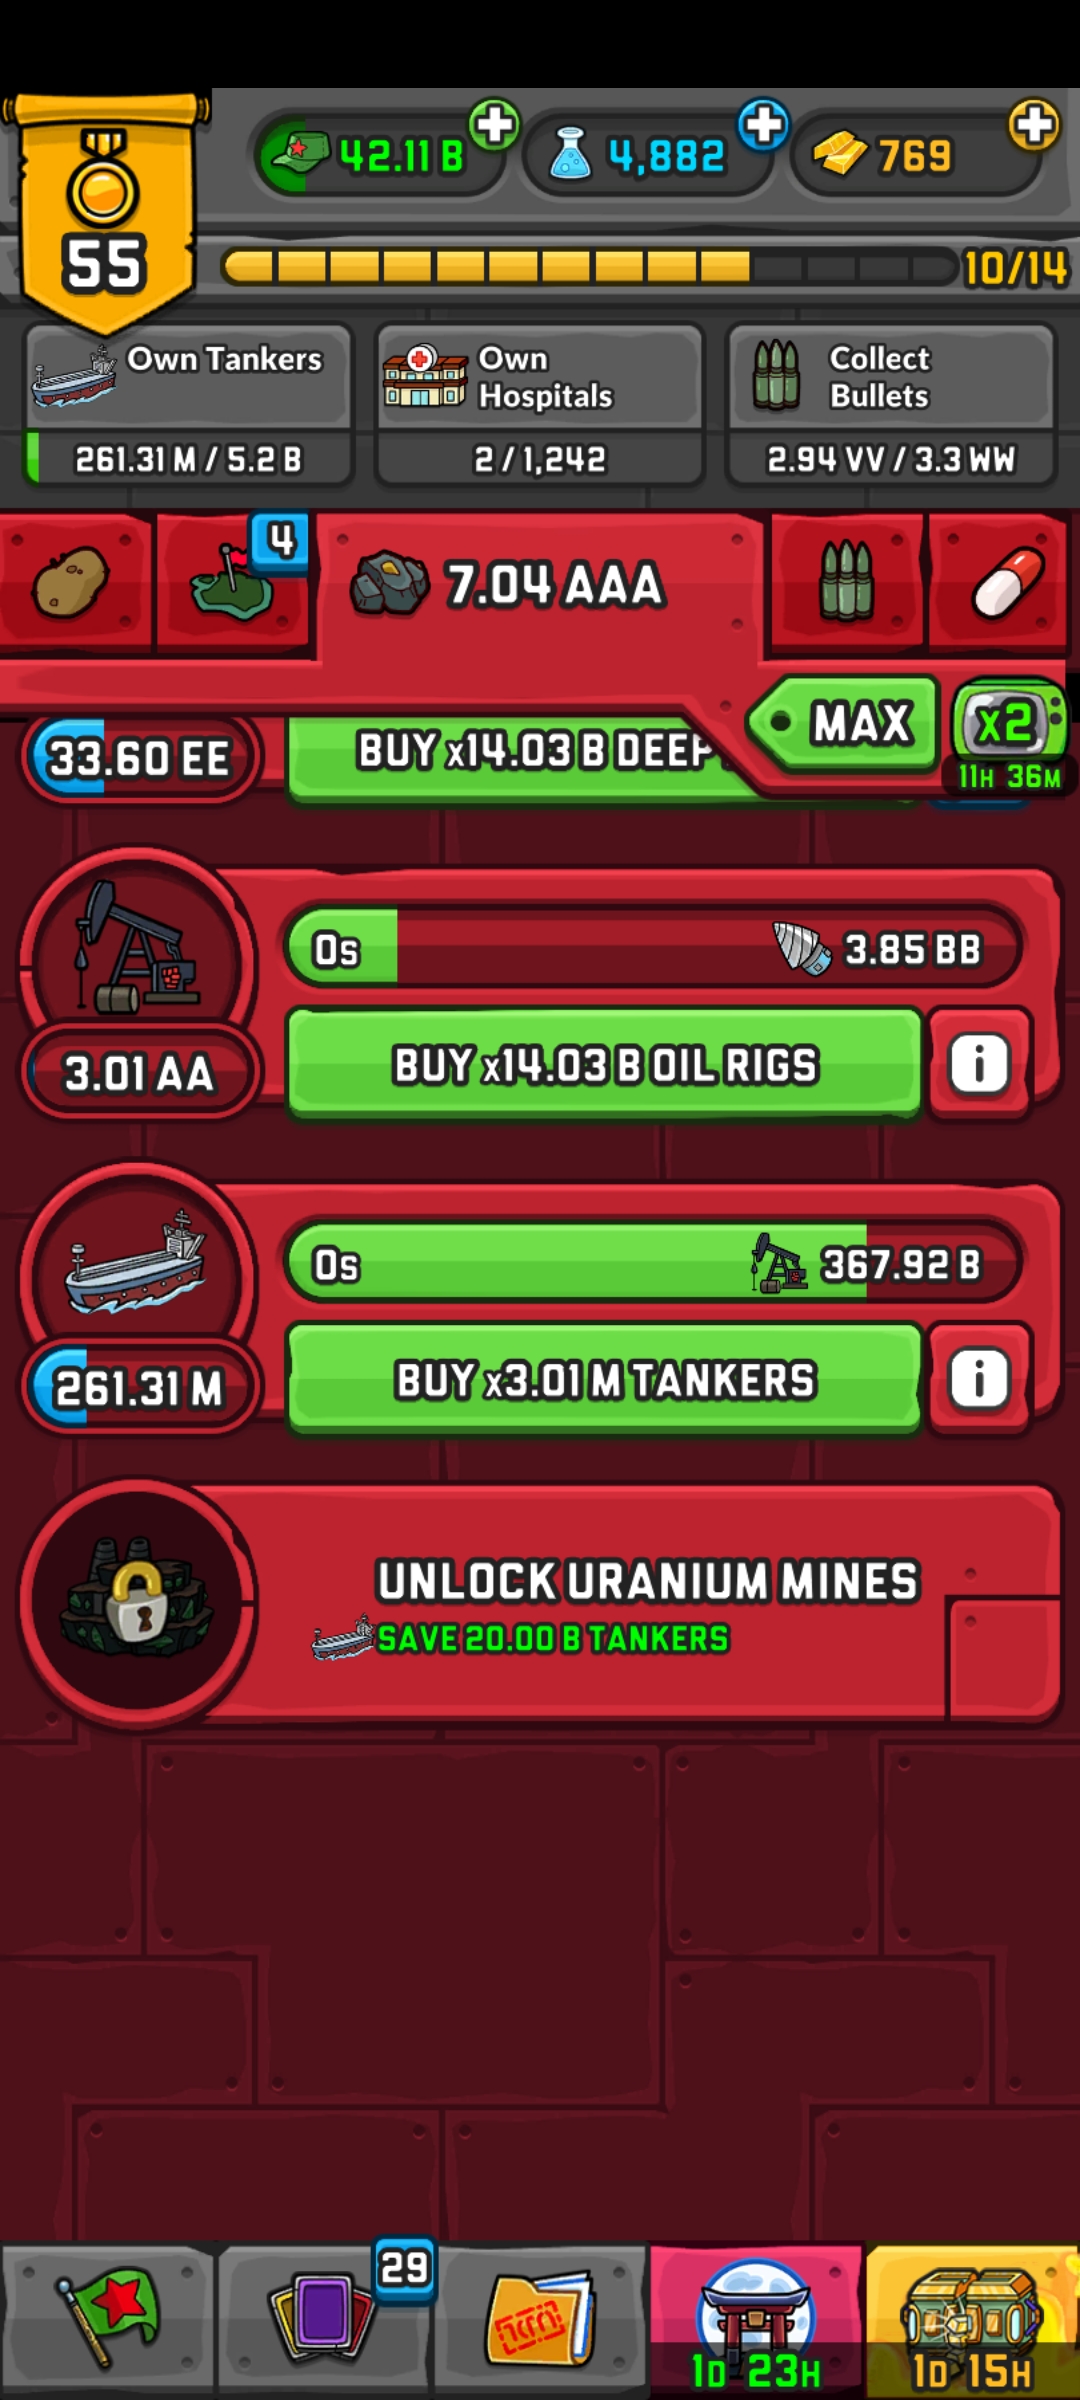 55
42.11 B
4,882
769
10/14
Own Tankers
261.31 M / 5.2 B
Own
Hospitals
2 / 1,242
Collect
Bullets
2.94 VV / 3.3 WW
4
7.04 AAA
MAX
x2
11H 36M
33.60 EE
BUY x14.03 B DEEP
0s
3.85 BB
3.01 AA
BUY x14.03 B OIL RIGS
i
0s
367.92 B
261.31 M
BUY x3.01 M TANKERS
i
UNLOCK URANIUM MINES
SAVE 20.00 B TANKERS
29
1D 23H
1D 15H